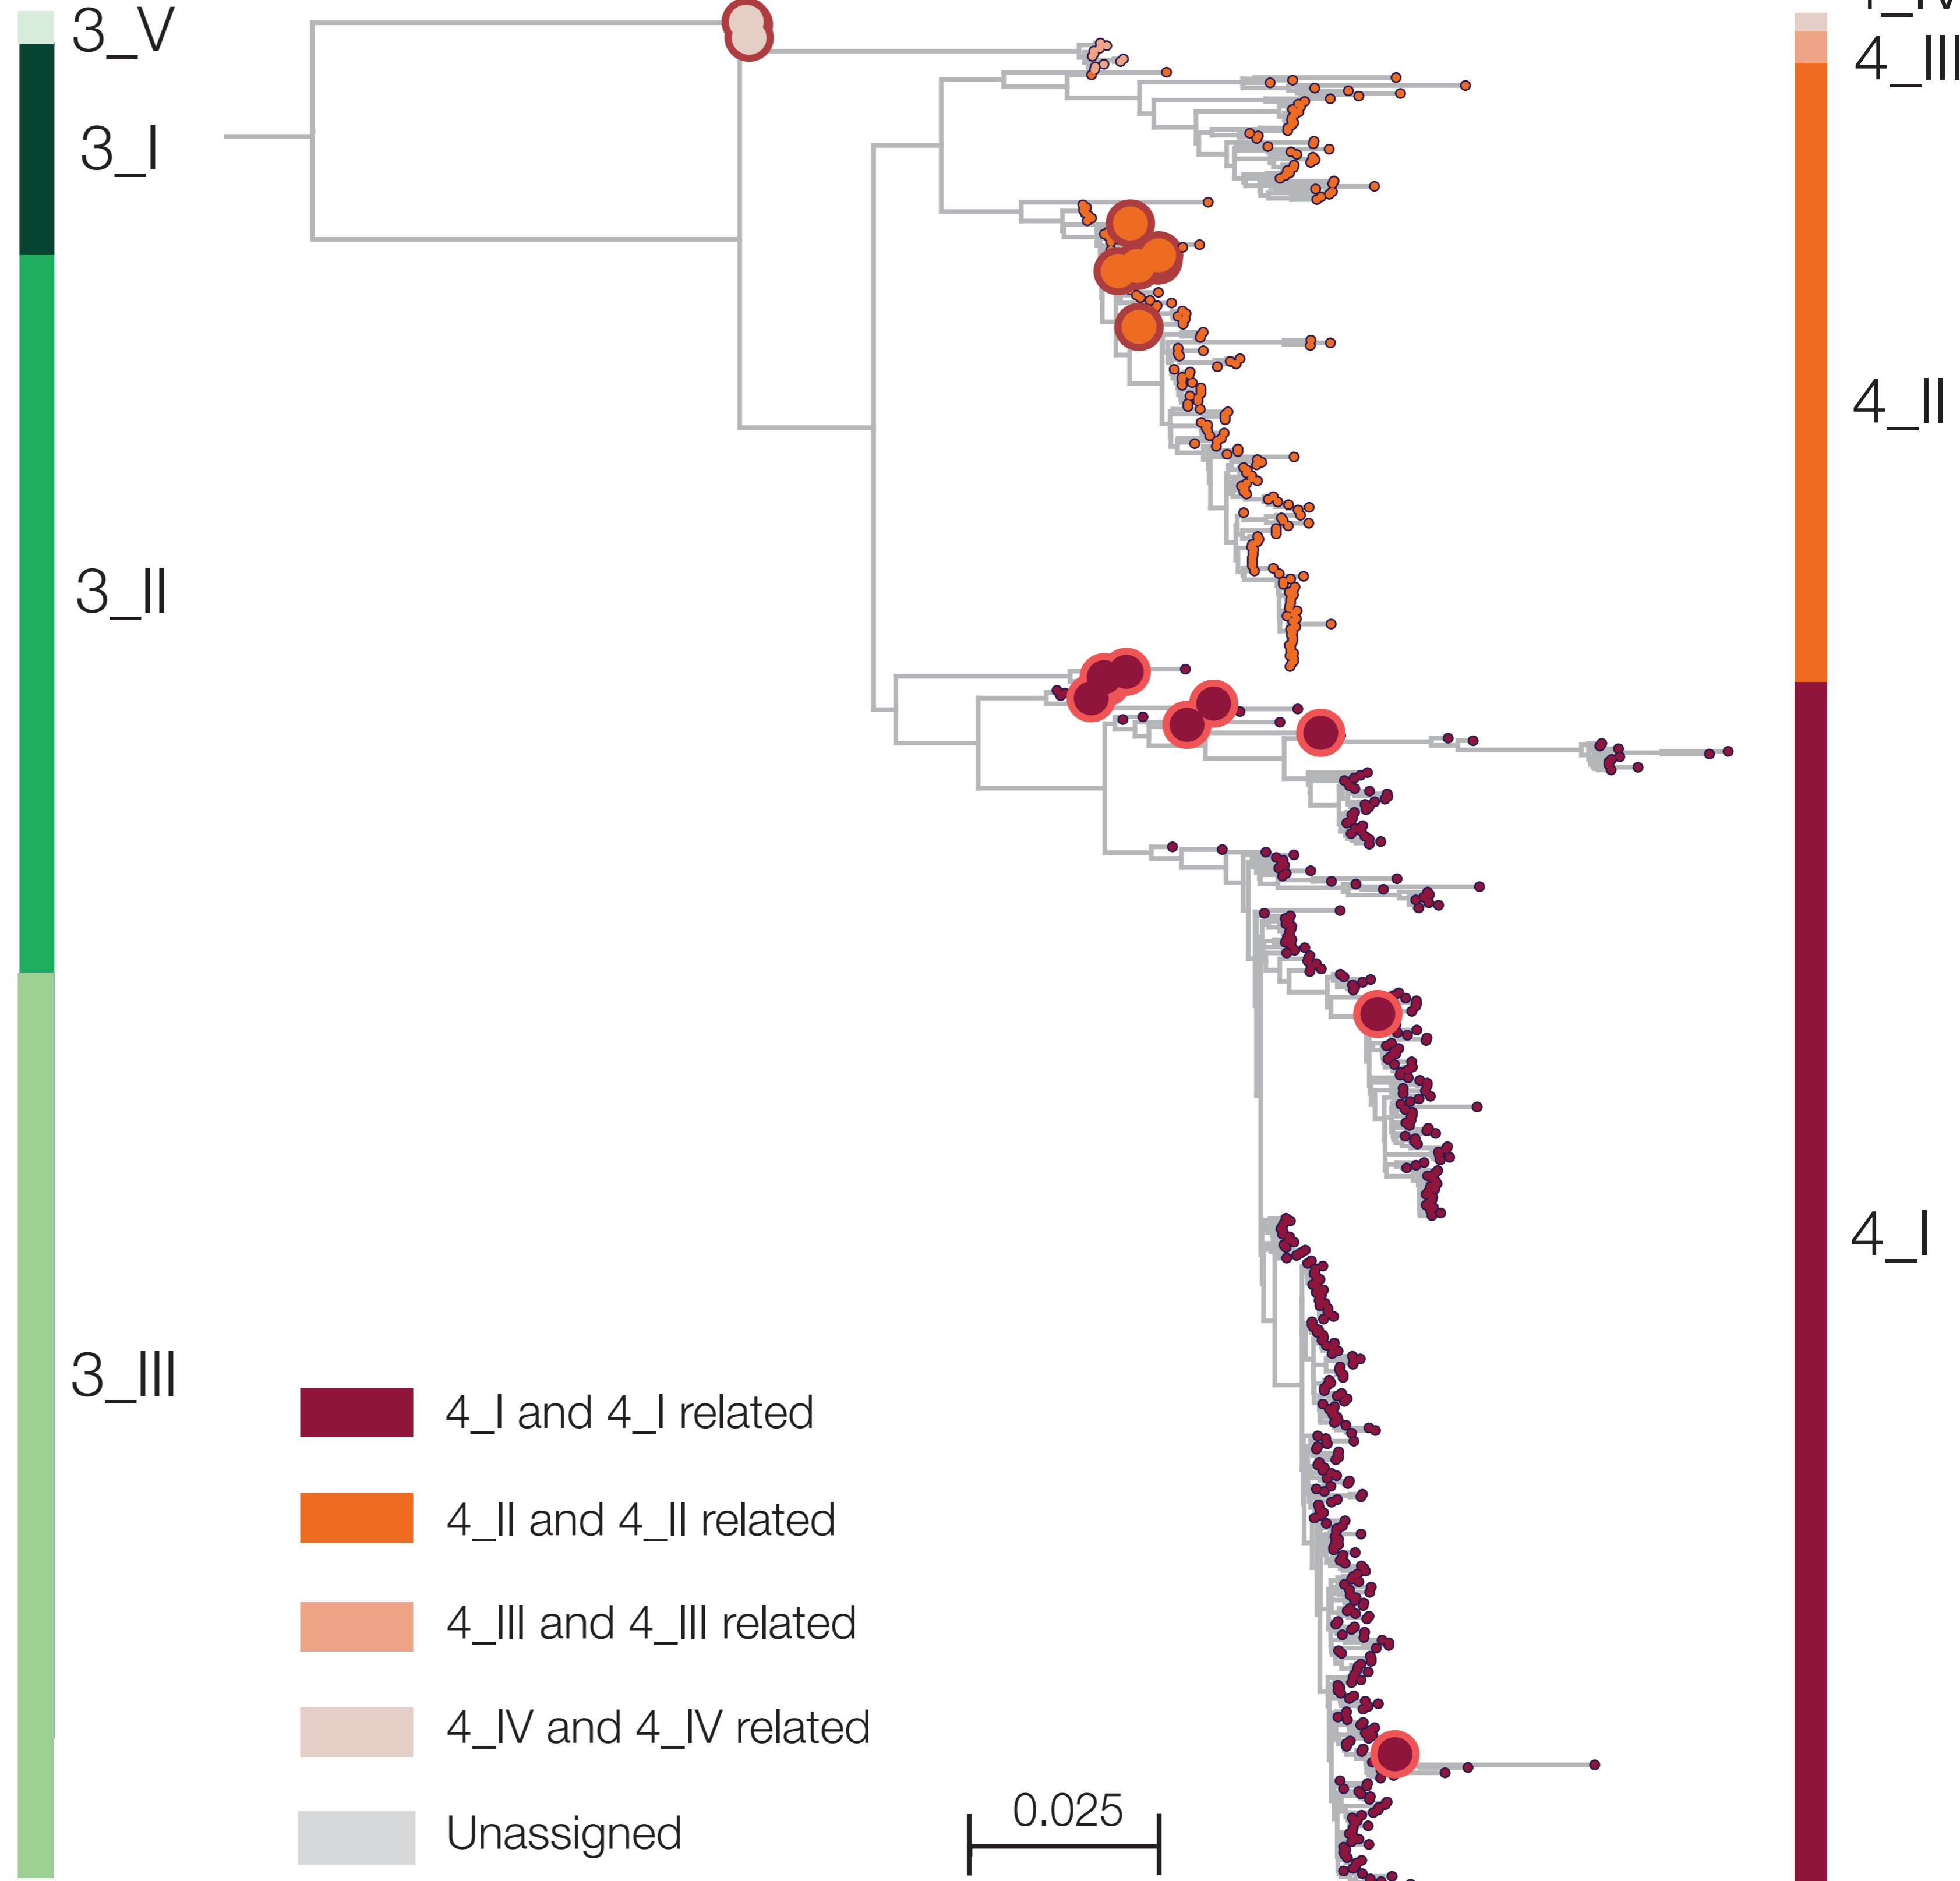 3_V
3_I
3_II
3_III
4_III
4_II
4_I
4_I and 4_I related
4_II and 4_II related
4_III and 4_III related
4_IV and 4_IV related
Unassigned
0.025